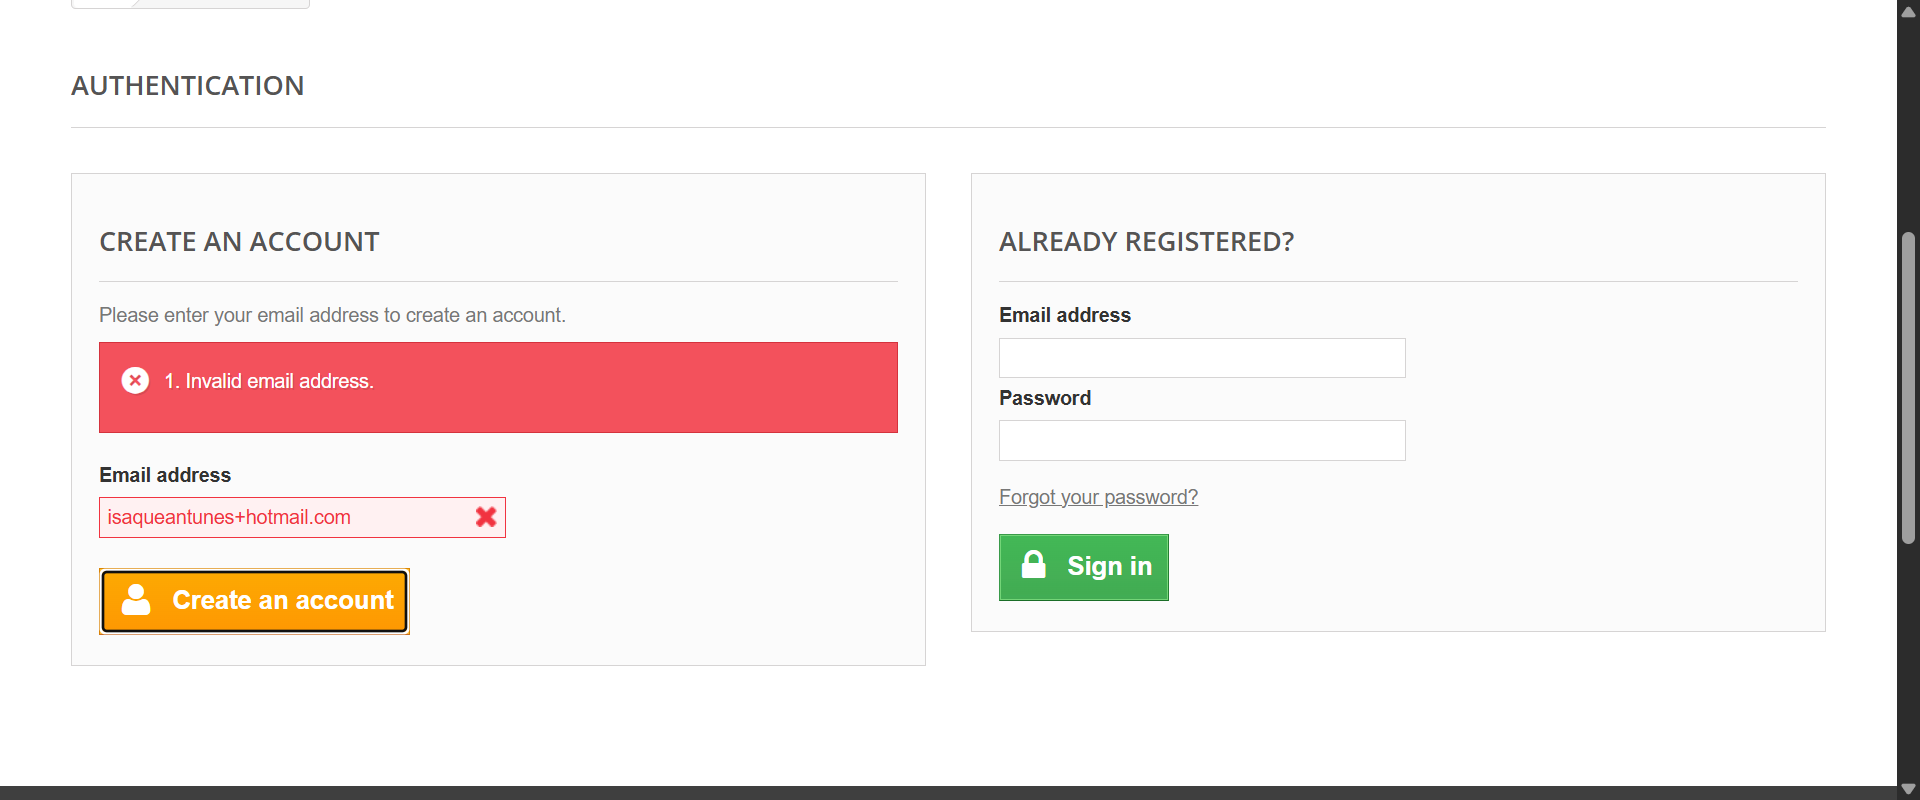 AUTHENTICATION
CREATE AN ACCOUNT
Please enter your email address to create an account.
1. Invalid email address.
Email address
isaqueantunes+hotmail.com
Create an account
ALREADY REGISTERED?
Email address
Password
Forgot your password?
Sign in